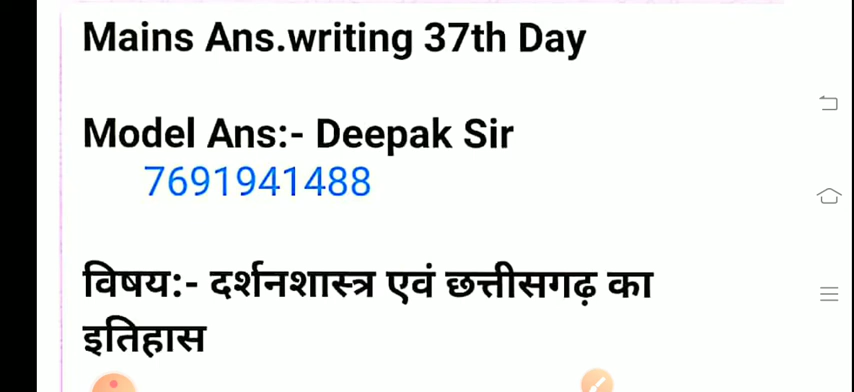 Mains Ans.writing 37th Day
Model Ans:- Deepak Sir
7691941488
विषय:- दर्शनशास्त्र एवं छत्तीसगढ़ का
इतिहास